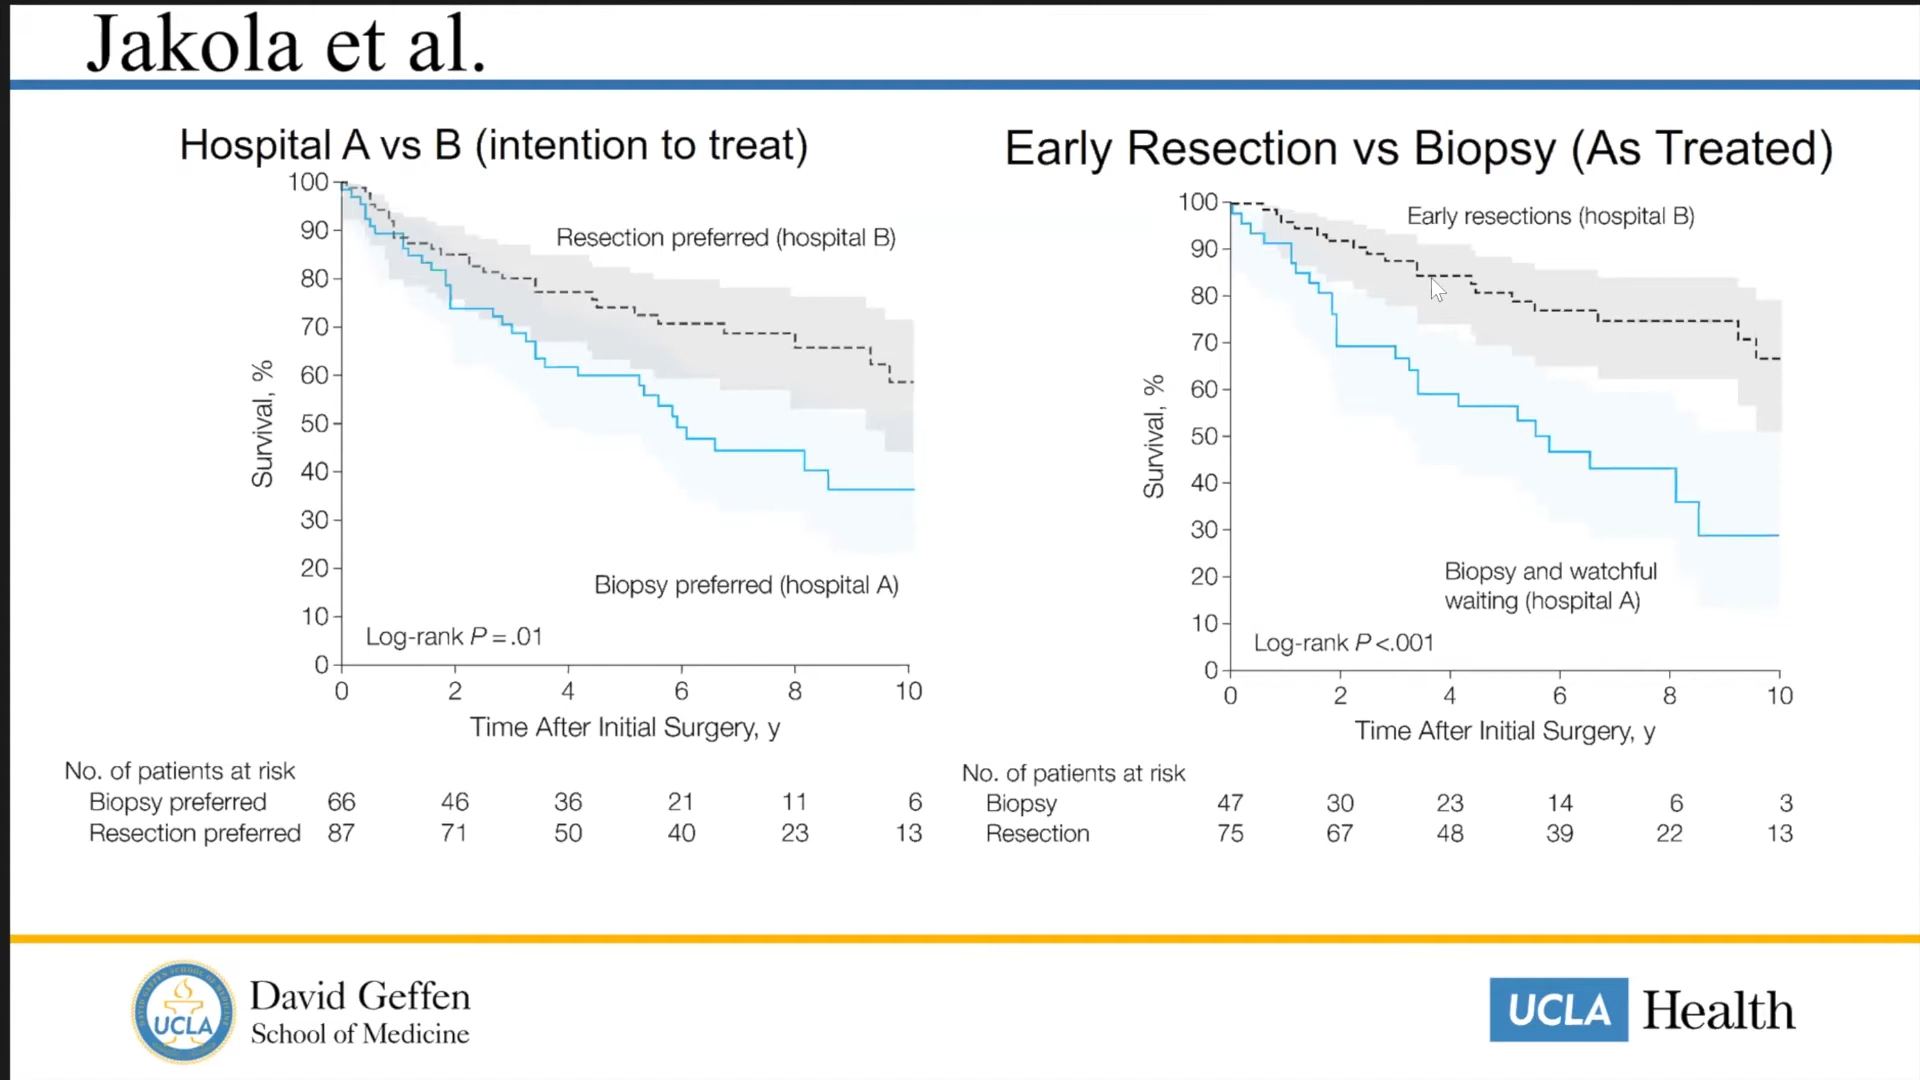 Jakola et al.
Hospital A vs B (intention to treat)
100
90
80
70
60
50
40
30
20
10
0
Survival, %
Resection preferred (hospital B)
Biopsy preferred (hospital A)
Log-rank P = .01
0 2 4 6 8 10
Time After Initial Surgery, y
No. of patients at risk
Biopsy preferred 66 46 36 21 11 6
Resection preferred 87 71 50 40 23 13
Early Resection vs Biopsy (As Treated)
100
90
80
70
60
50
40
30
20
10
0
Survival, %
Early resections (hospital B)
Biopsy and watchful
waiting (hospital A)
Log-rank P <.001
0 2 4 6 8 10
Time After Initial Surgery, y
No. of patients at risk
Biopsy 47 30 23 14 6 3
Resection 75 67 48 39 22 13
UCLA
David Geffen
School of Medicine
UCLA Health